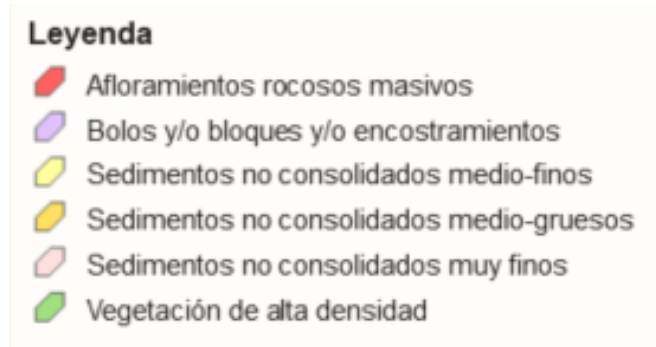 Leyenda
Afloramientos rocosos masivos
Bolos y/o bloques y/o encostramientos
Sedimentos no consolidados medio-finos
Sedimentos no consolidados medio-gruesos
Sedimentos no consolidados muy finos
Vegetación de alta densidad